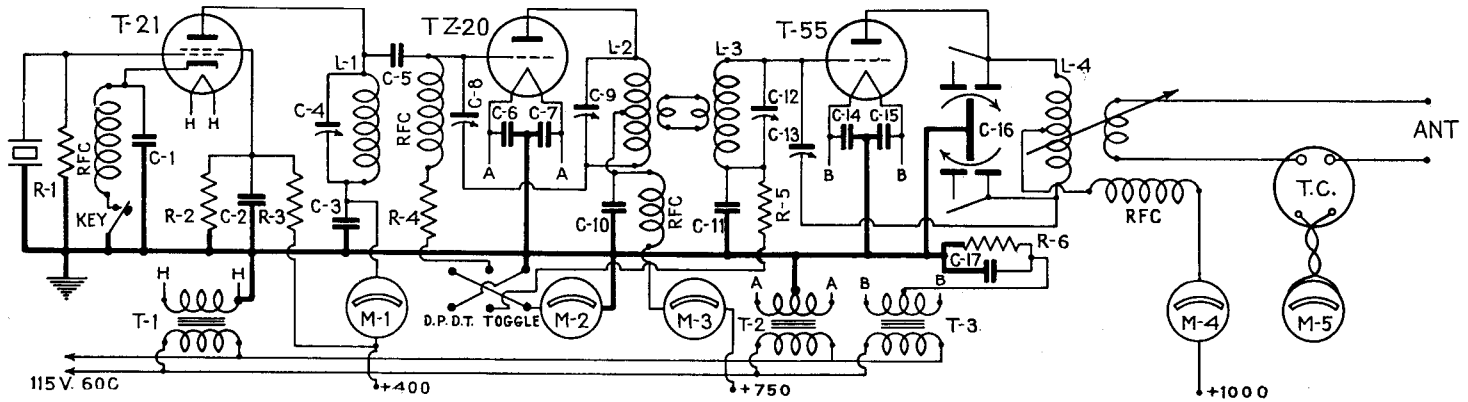 T-21
TZ-20
T-55
L-1
L-2
L-3
L-4
C-5
C-4
C-8
C-6
C-7
C-9
C-12
C-13
C-14
C-15
C-16
ANT
H
H
RFC
C-1
RFC
A
A
B
B
R-1
KEY
R-2
C-2
R-3
C-3
R-4
C-10
RFC
C-11
R-5
RFC
T.C.
R-6
C-17
H
H
A
A
B
B
T-1
M-1
D.P.D.T. TOGGLE
M-2
M-3
T-2
T-3
M-4
M-5
115 V. 60C
+400
+750
+1000